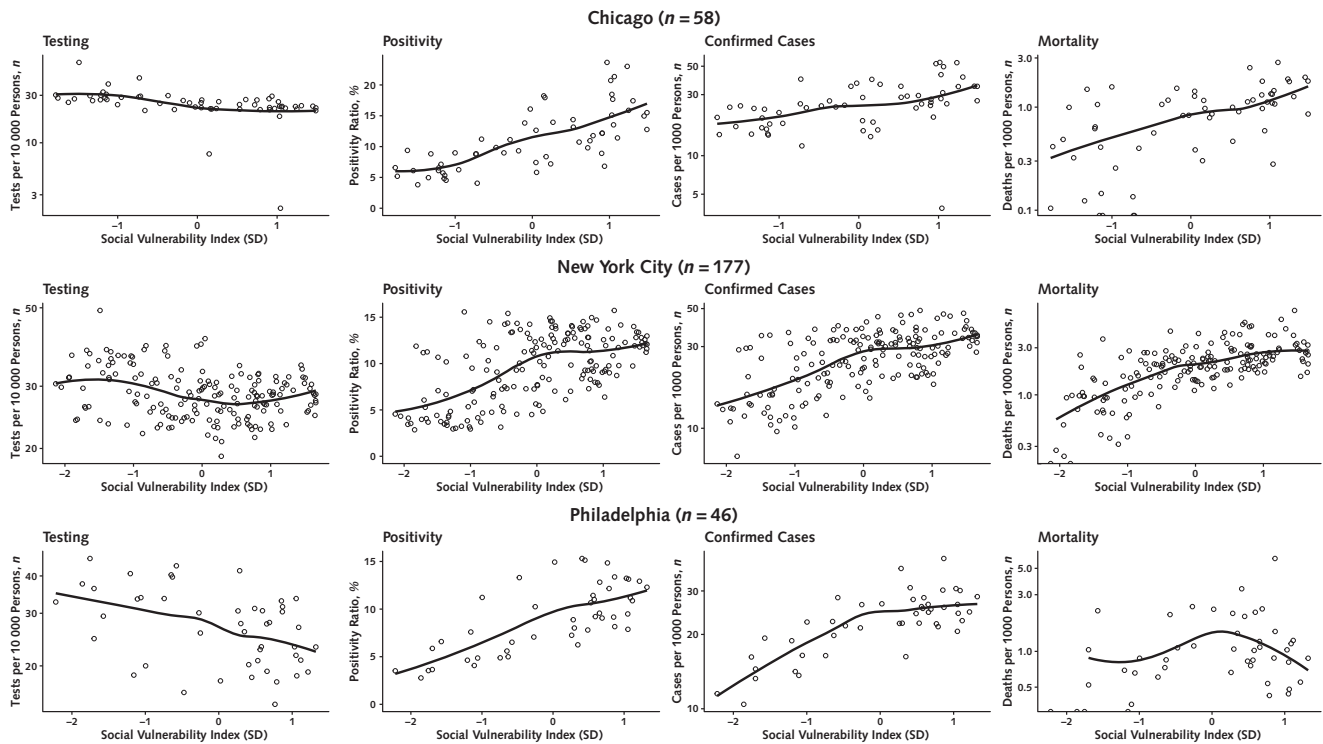 Chicago (n = 58)
Testing
Positivity
Confirmed Cases
Mortality
Tests per 10 000 Persons, n
30
10
3
−1
0
1
Social Vulnerability Index (SD)
Positivity Ratio, %
20
15
10
5
0
−1
0
1
Social Vulnerability Index (SD)
Cases per 1000 Persons, n
50
30
10
5
−1
0
1
Social Vulnerability Index (SD)
Deaths per 1000 Persons, n
3.0
1.0
0.3
0.1
−1
0
1
Social Vulnerability Index (SD)
New York City (n = 177)
Testing
Positivity
Confirmed Cases
Mortality
Tests per 10 000 Persons, n
50
30
20
−2
−1
0
1
Social Vulnerability Index (SD)
Positivity Ratio, %
15
10
5
0
−2
−1
0
1
Social Vulnerability Index (SD)
Cases per 1000 Persons, n
50
30
10
−2
−1
0
1
Social Vulnerability Index (SD)
Deaths per 1000 Persons, n
3.0
1.0
0.3
−2
−1
0
1
Social Vulnerability Index (SD)
Philadelphia (n = 46)
Testing
Positivity
Confirmed Cases
Mortality
Tests per 10 000 Persons, n
40
30
20
−2
−1
0
1
Social Vulnerability Index (SD)
Positivity Ratio, %
15
10
5
0
−2
−1
0
1
Social Vulnerability Index (SD)
Cases per 1000 Persons, n
30
20
10
−2
−1
0
1
Social Vulnerability Index (SD)
Deaths per 1000 Persons, n
5.0
3.0
1.0
0.5
−2
−1
0
1
Social Vulnerability Index (SD)